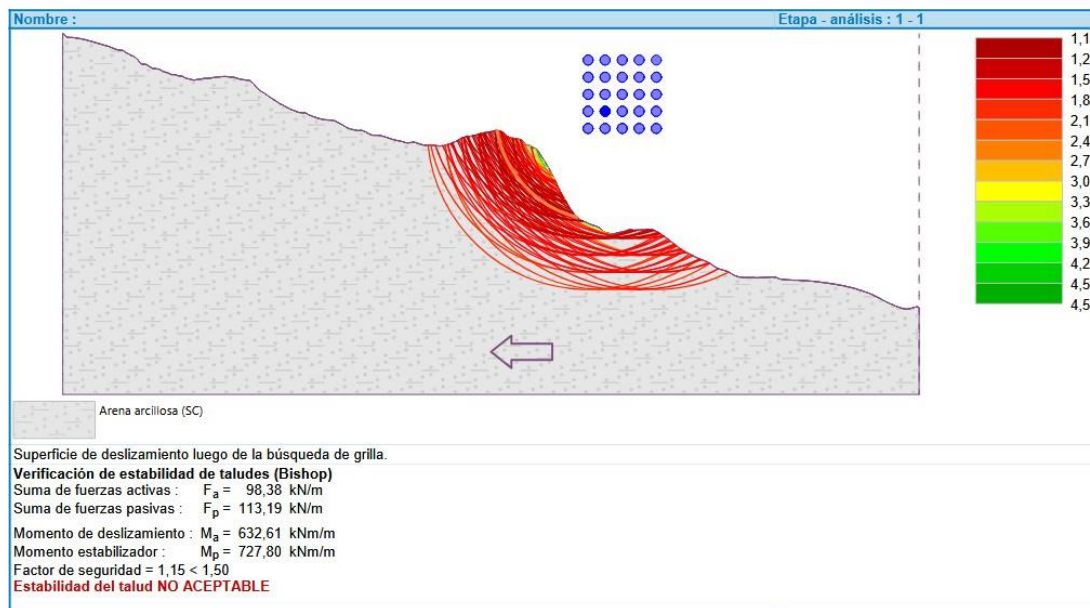 Nombre :
Etapa - análisis : 1 - 1
1,1
1,2
1,5
1,8
2,1
2,4
2,7
3,0
3,3
3,6
3,9
4,2
4,5
4,5
Arena arcillosa (SC)
Superficie de deslizamiento luego de la búsqueda de grilla.
Verificación de estabilidad de taludes (Bishop)
Suma de fuerzas activas : Fa = 98,38 kN/m
Suma de fuerzas pasivas : Fp = 113,19 kN/m
Momento de deslizamiento : Ma = 632,61 kNm/m
Momento estabilizador : Mp = 727,80 kNm/m
Factor de seguridad = 1,15 < 1,50
Estabilidad del talud NO ACEPTABLE